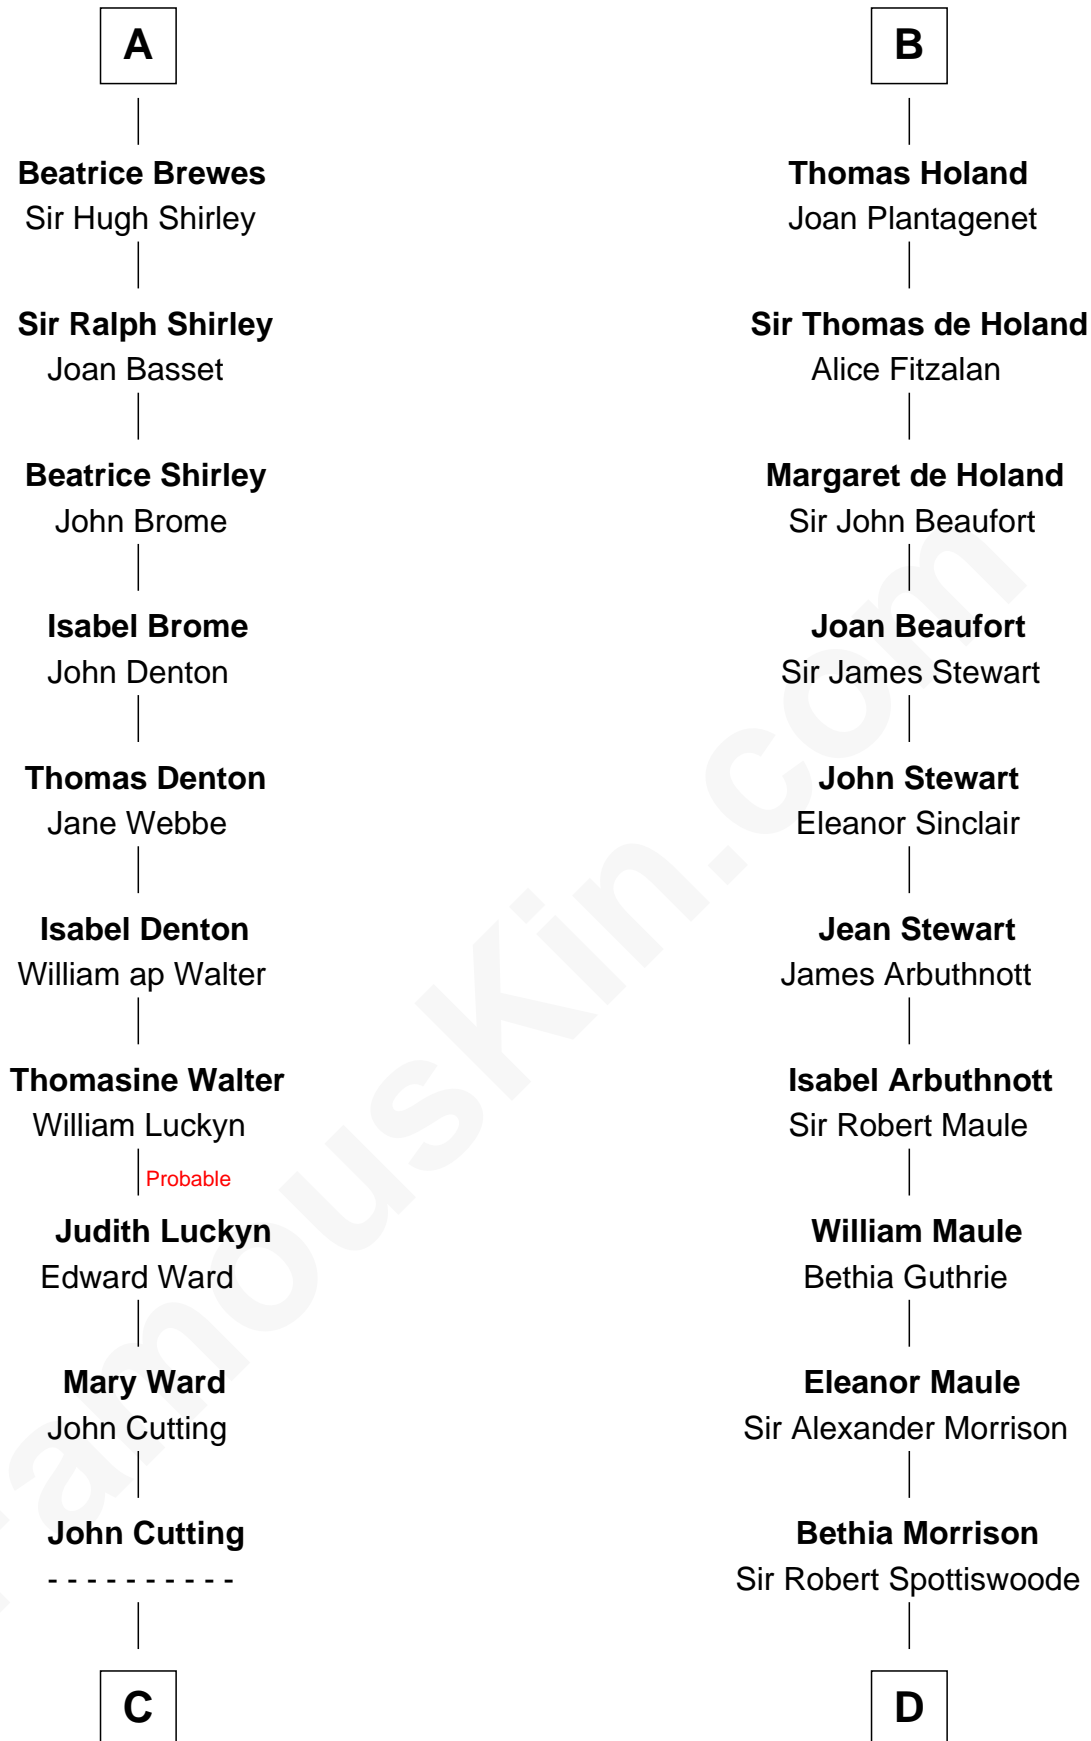 A
Beatrice Brewes
Sir Hugh Shirley
Sir Ralph Shirley
Joan Basset
Beatrice Shirley
John Brome
Isabel Brome
John Denton
Thomas Denton
Jane Webbe
Isabel Denton
William ap Walter
Thomasine Walter
William Luckyn
Probable
Judith Luckyn
Edward Ward
Mary Ward
John Cutting
John Cutting
- - - - - - - - - -
C
B
Thomas Holand
Joan Plantagenet
Sir Thomas de Holand
Alice Fitzalan
Margaret de Holand
Sir John Beaufort
Joan Beaufort
Sir James Stewart
John Stewart
Eleanor Sinclair
Jean Stewart
James Arbuthnott
Isabel Arbuthnott
Sir Robert Maule
William Maule
Bethia Guthrie
Eleanor Maule
Sir Alexander Morrison
Bethia Morrison
Sir Robert Spottiswoode
D
FamousKin.com